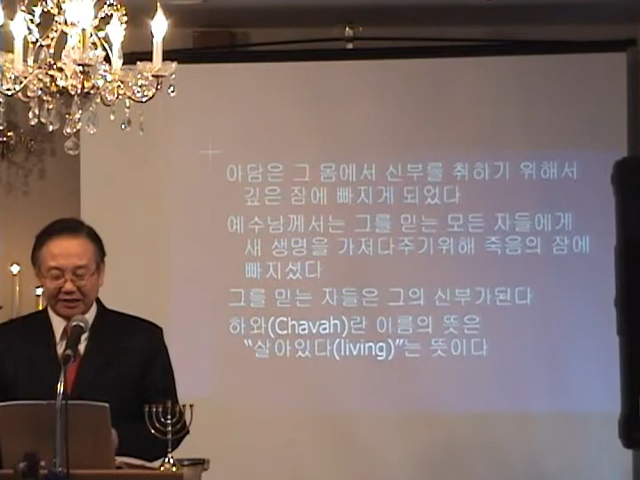 아담은 그 몸에서 신부를 취하기 위해서
깊은 잠에 빠지게 되었다
예수님께서는 그를 믿는 모든 자들에게
새 생명을 가져다주기위해 죽음의 잠에
빠지셨다
그를 믿는 자들은 그의 신부가된다
하와(Chavah)란 이름의 뜻은
“살아있다(living)”는 뜻이다